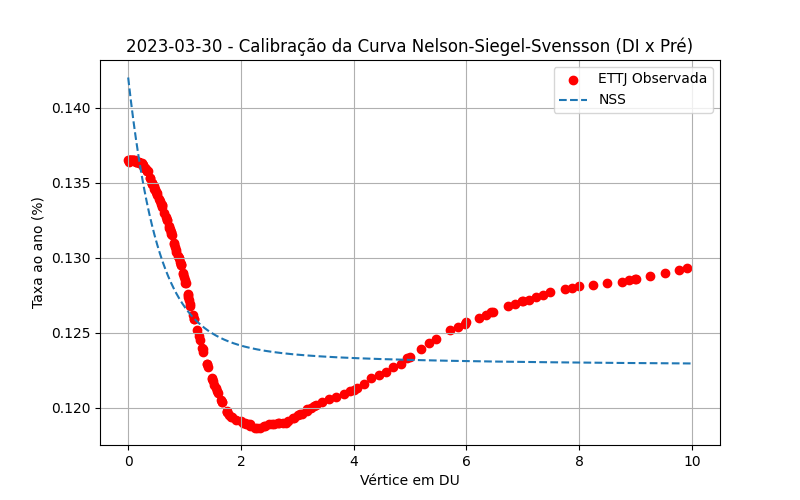 2023-03-30 - Calibração da Curva Nelson-Siegel-Svensson (DI x Pré)
ETTJ Observada
NSS
Taxa ao ano (%)
0.140
0.135
0.130
0.125
0.120
0 2 4 6 8 10
Vértice em DU